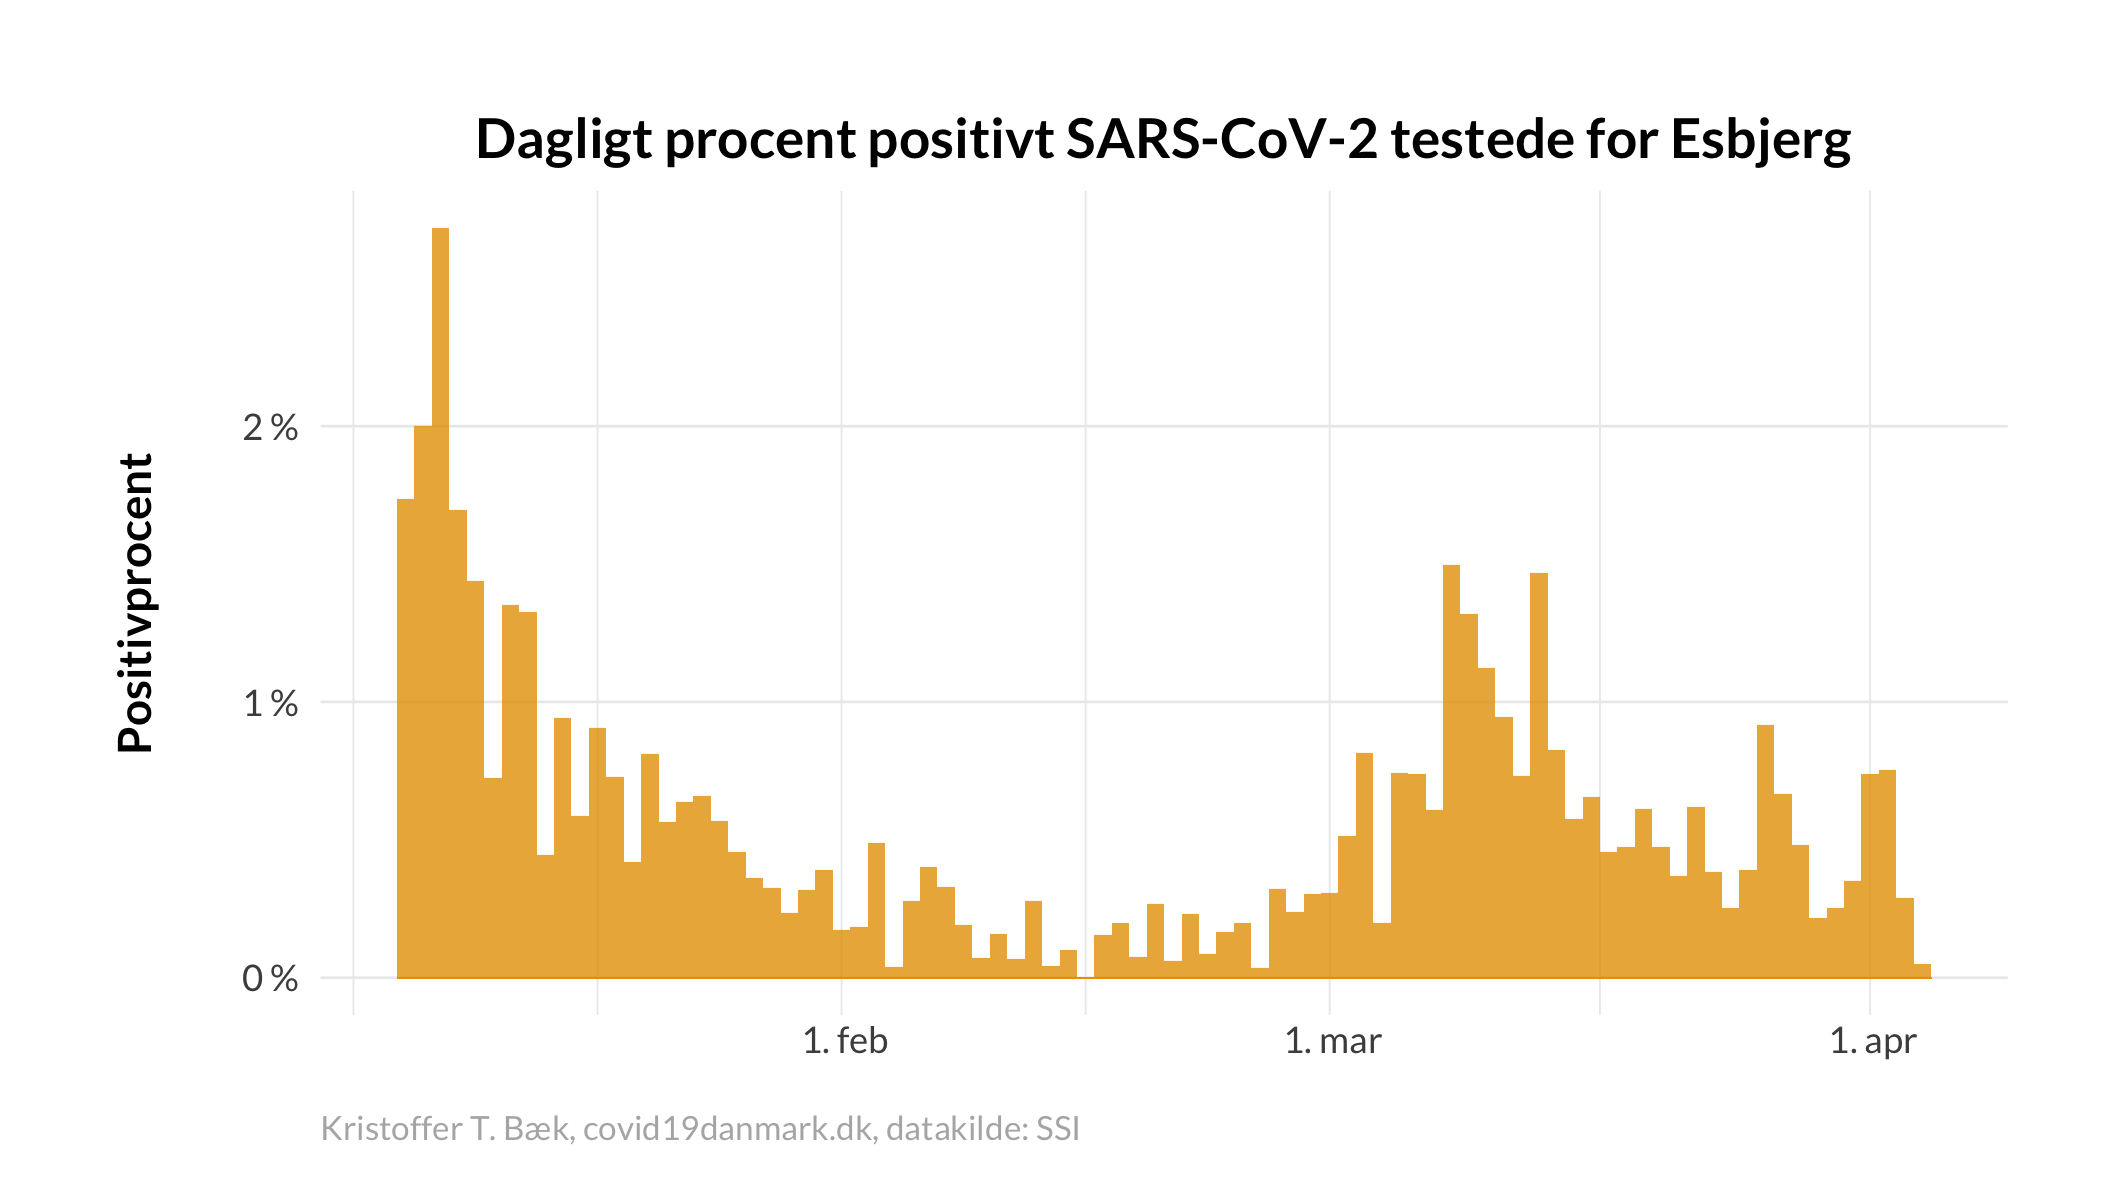 Dagligt procent positivt SARS-CoV-2 testede for Esbjerg
Positivprocent
2 %
1 %
0 %
1. feb
1. mar
1. apr
Kristoffer T. Bæk, covid19danmark.dk, datakilde: SSI